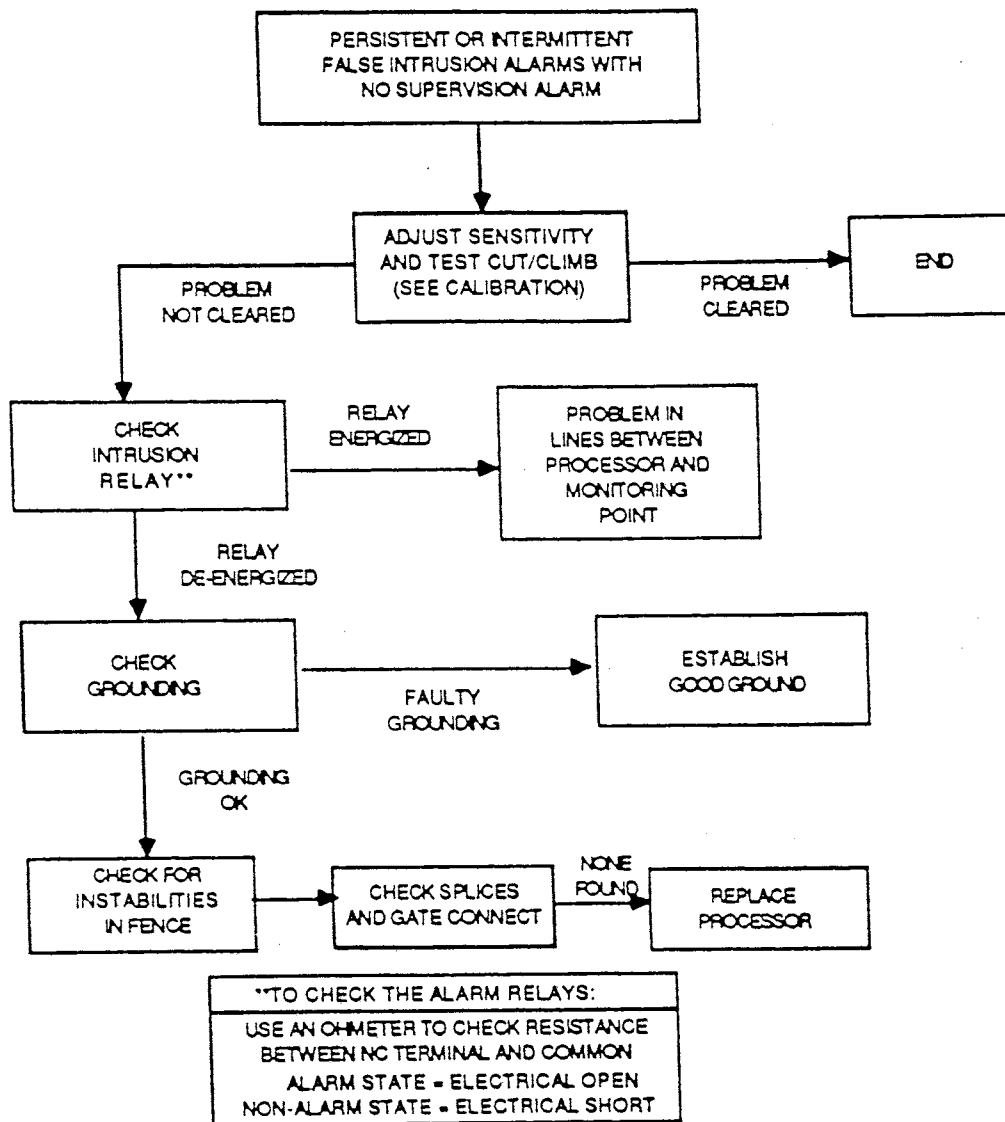 PERSISTENT OR INTERMITTENT
FALSE INTRUSION ALARMS WITH
NO SUPERVISION ALARM
ADJUST SENSITIVITY
AND TEST CUT/CLIMB
(SEE CALIBRATION)
END
PROBLEM
NOT CLEARED
PROBLEM
CLEARED
CHECK
INTRUSION
RELAY**
RELAY
ENERGIZED
PROBLEM IN
LINES BETWEEN
PROCESSOR AND
MONITORING
POINT
RELAY
DE-ENERGIZED
CHECK
GROUNDING
FAULTY
GROUNDING
ESTABLISH
GOOD GROUND
GROUNDING
OK
CHECK FOR
INSTABILITIES
IN FENCE
CHECK SPLICES
AND GATE CONNECT
NONE
FOUND
REPLACE
PROCESSOR
**TO CHECK THE ALARM RELAYS:
USE AN OHMETER TO CHECK RESISTANCE
BETWEEN NC TERMINAL AND COMMON
ALARM STATE = ELECTRICAL OPEN
NON-ALARM STATE = ELECTRICAL SHORT